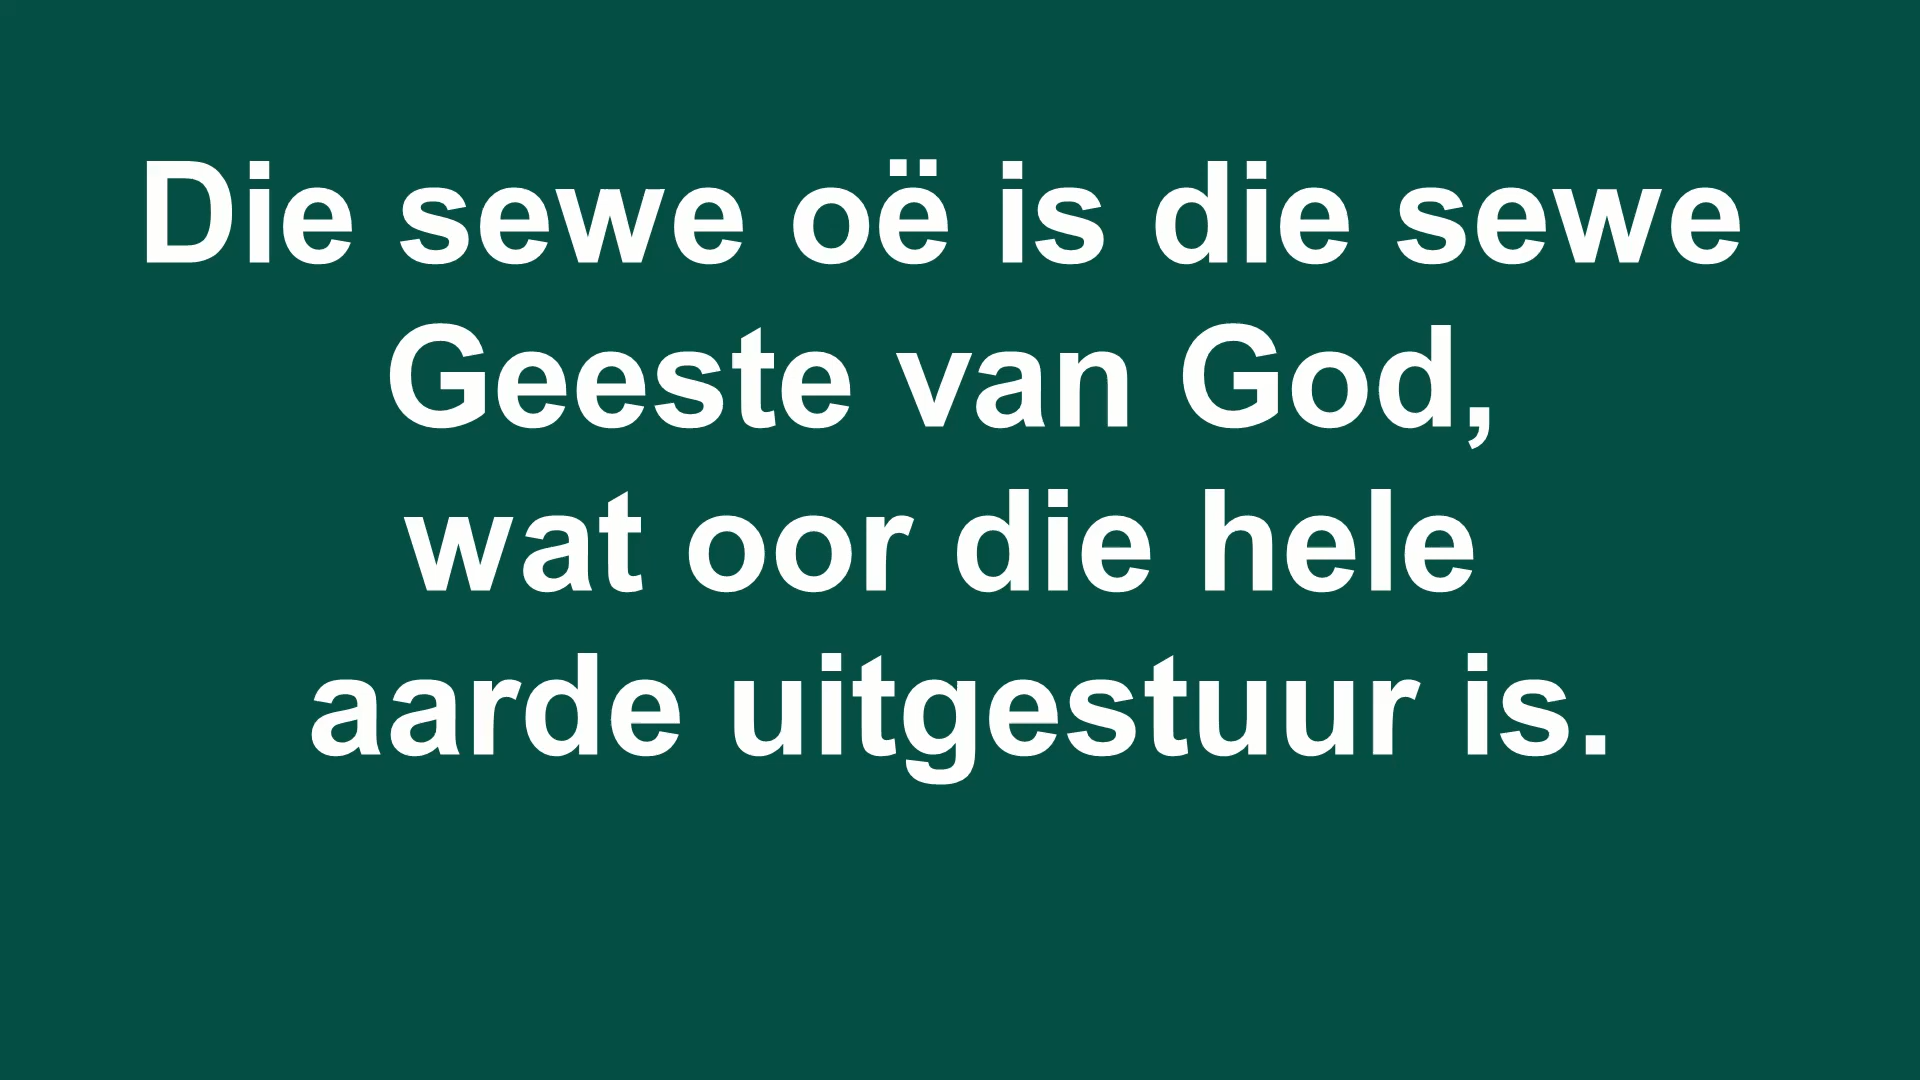 Die sewe oë is die sewe
Geeste van God,
wat oor die hele
aarde uitgestuur is.